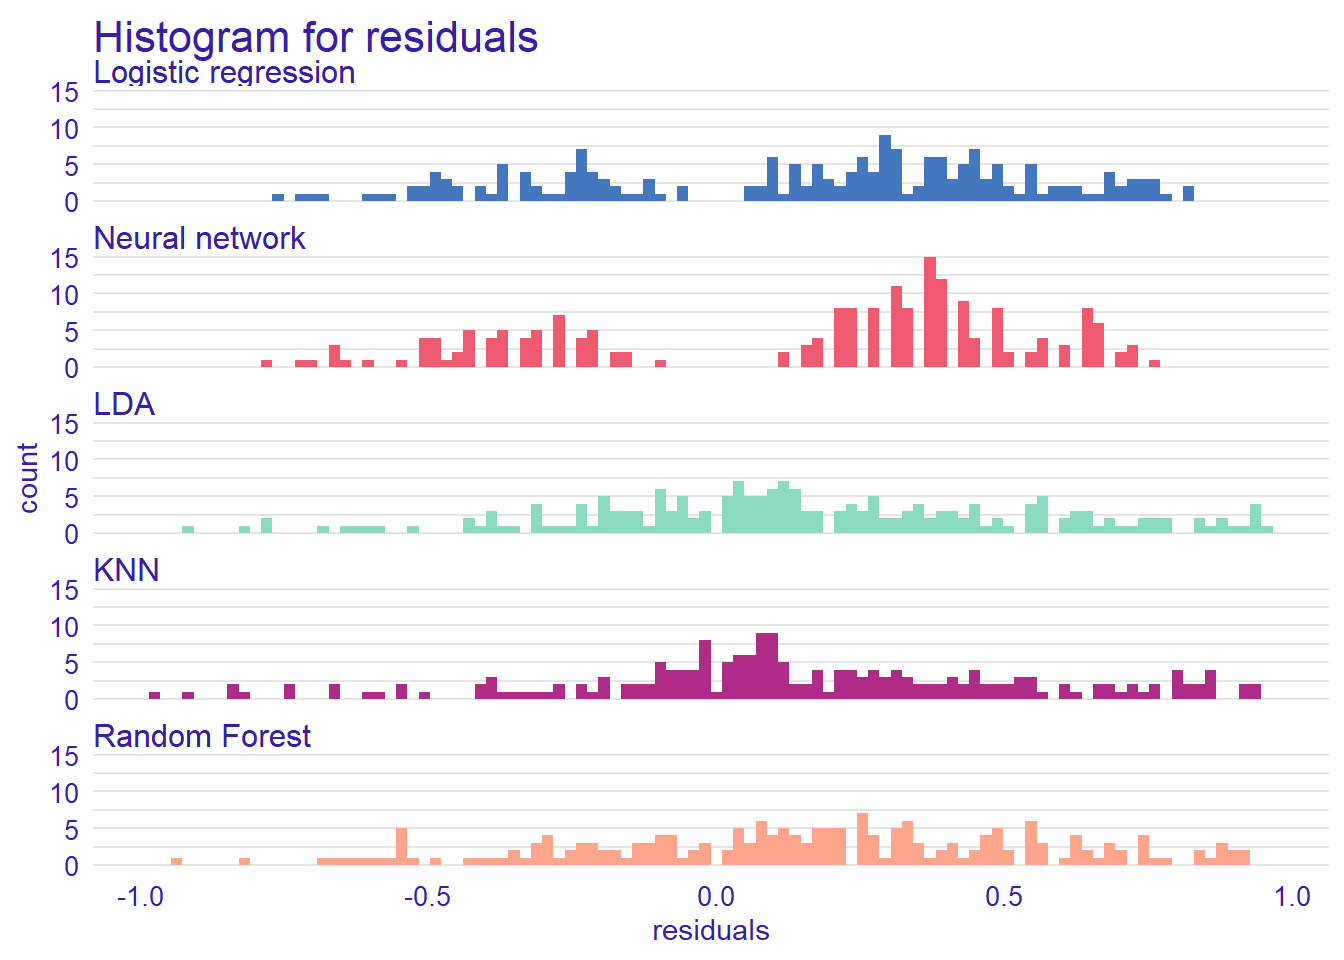 Histogram for residuals
Logistic regression
15
10
5
0
Neural network
15
10
5
0
LDA
15
10
5
0
count
KNN
15
10
5
0
Random Forest
15
10
5
0
-1.0 -0.5 0.0 0.5 1.0
residuals